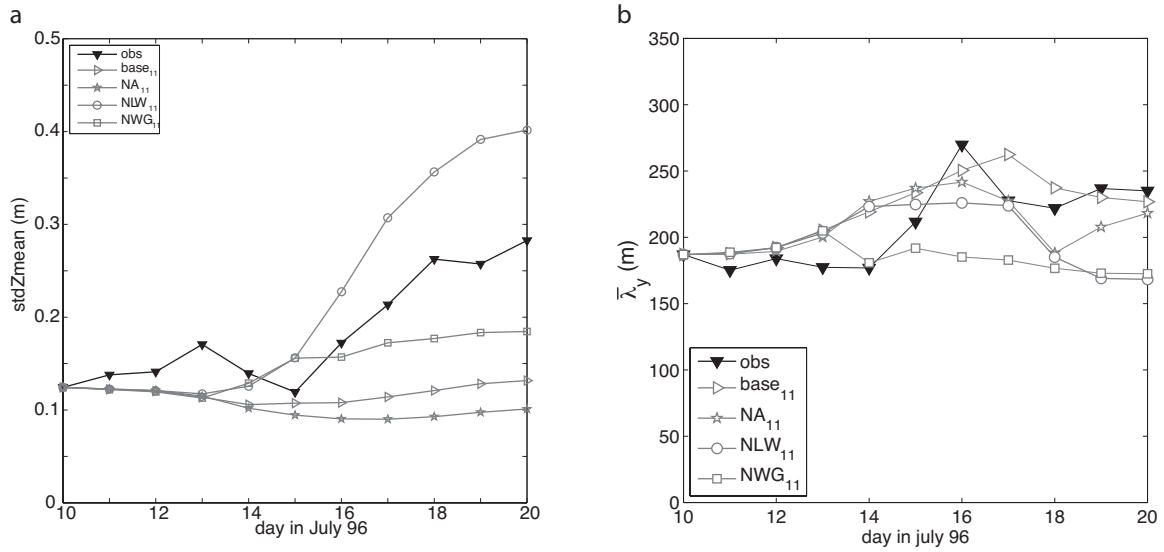 a
0.5
0.4
0.3
0.2
0.1
0
stdZmean (m)
obs
base11
NA11
NLW11
NWG11
10 12 14 16 18 20
day in July 96
b
350
300
250
200
150
100
50
0
λ̅y (m)
obs
base11
NA11
NLW11
NWG11
10 12 14 16 18 20
day in july 96